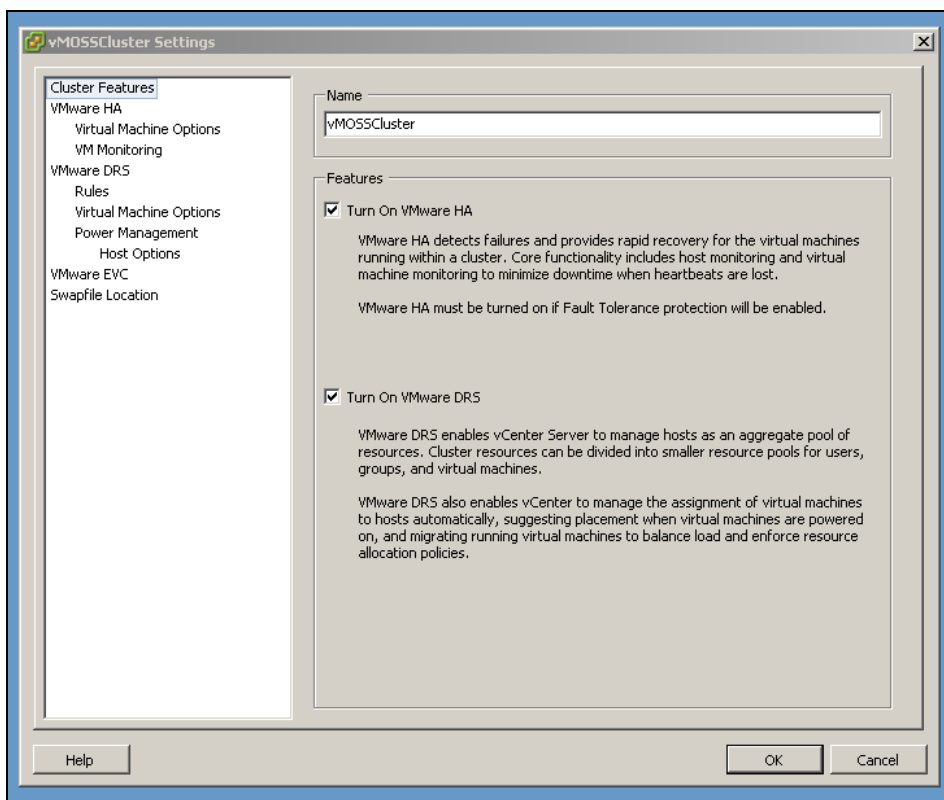 vMOSSCluster Settings
Cluster Features
VMware HA
Virtual Machine Options
VM Monitoring
VMware DRS
Rules
Virtual Machine Options
Power Management
Host Options
VMware EVC
Swapfile Location
Name
vMOSSCluster
Features
Turn On VMware HA
VMware HA detects failures and provides rapid recovery for the virtual machines
running within a cluster. Core functionality includes host monitoring and virtual
machine monitoring to minimize downtime when heartbeats are lost.
VMware HA must be turned on if Fault Tolerance protection will be enabled.
Turn On VMware DRS
VMware DRS enables vCenter Server to manage hosts as an aggregate pool of
resources. Cluster resources can be divided into smaller resource pools for users,
groups, and virtual machines.
VMware DRS also enables vCenter to manage the assignment of virtual machines
to hosts automatically, suggesting placement when virtual machines are powered
on, and migrating running virtual machines to balance load and enforce resource
allocation policies.
Help
OK
Cancel